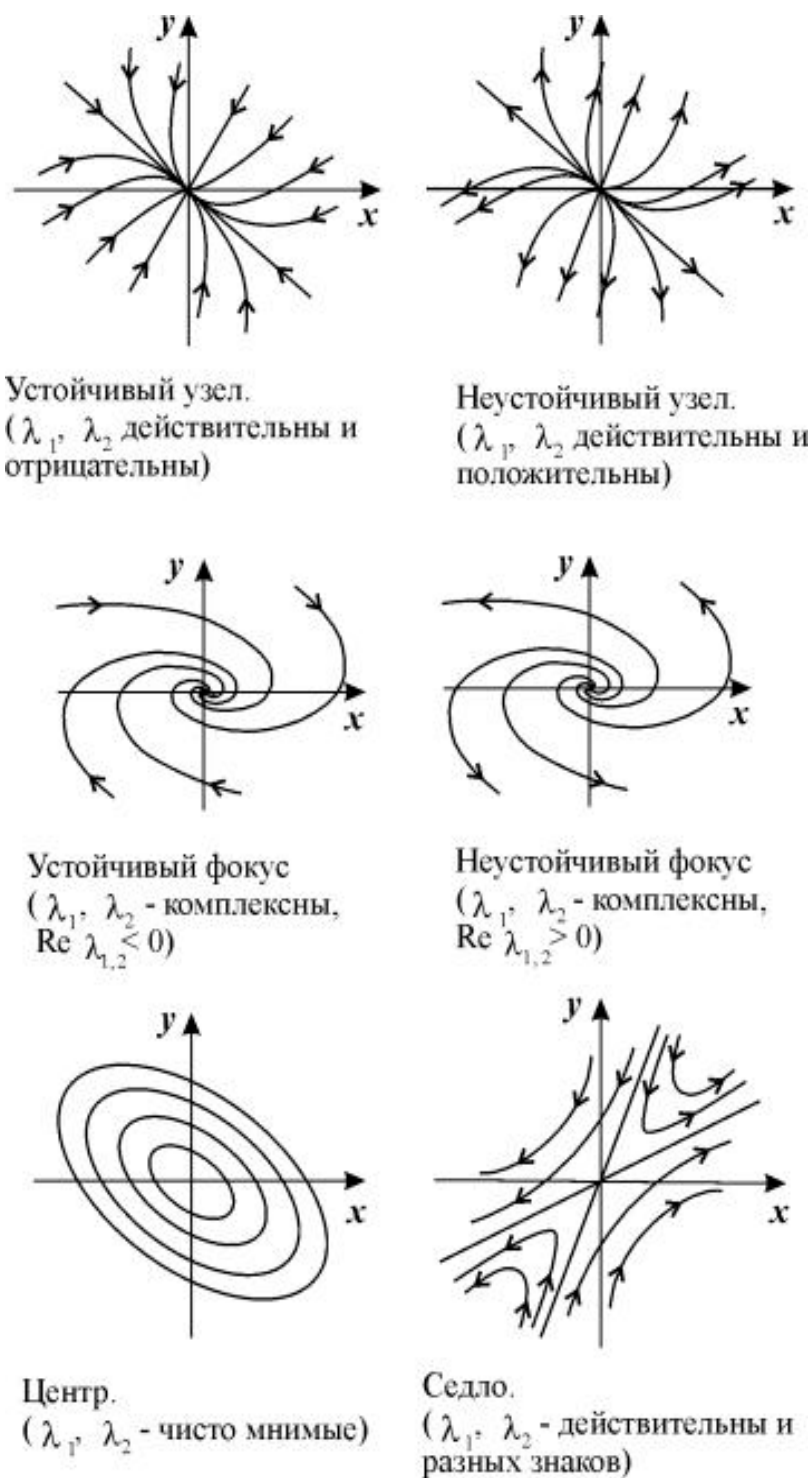 y
y
x
x
Устойчивый узел.
(λ₁, λ₂ действительны и
отрицательны)
Неустойчивый узел.
(λ₁, λ₂ действительны и
положительны)
y
y
x
x
Устойчивый фокус
(λ₁, λ₂ - комплексны,
Re λ₁,₂< 0)
Неустойчивый фокус
(λ₁, λ₂ - комплексны,
Re λ₁,₂> 0)
y
y
x
x
Центр.
(λ₁, λ₂ - чисто мнимые)
Седло.
(λ₁, λ₂ - действительны и
разных знаков)